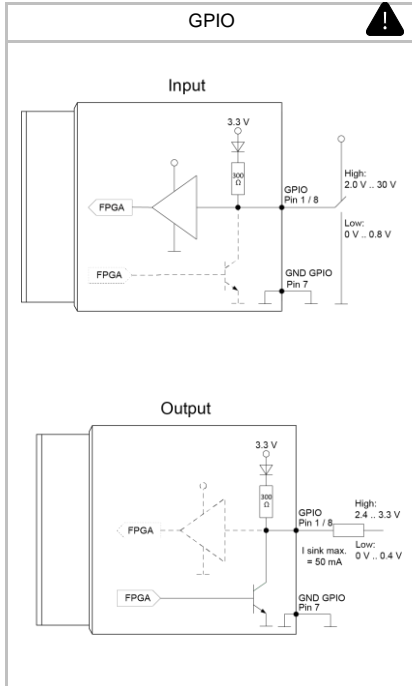 GPIO
Input
3.3 V
300
Ω
GPIO
Pin 1 / 8
High:
2.0 V .. 30 V
FPGA
Low:
0 V .. 0.8 V
FPGA
GND GPIO
Pin 7
Output
3.3 V
300
Ω
GPIO
Pin 1 / 8
High:
2.4 .. 3.3 V
FPGA
I sink max.
= 50 mA
Low:
0 V .. 0.4 V
FPGA
GND GPIO
Pin 7